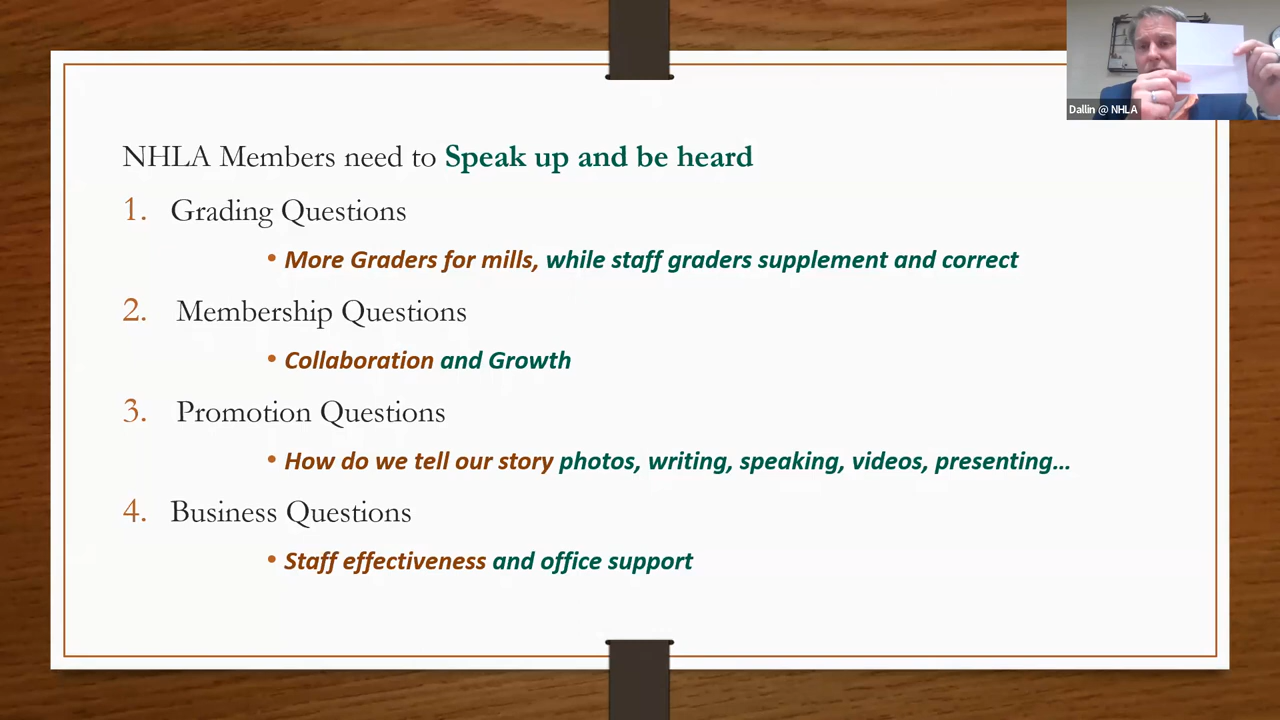 Dallin @ NHLA
NHLA Members need to Speak up and be heard
1. Grading Questions
• More Graders for mills, while staff graders supplement and correct
2. Membership Questions
• Collaboration and Growth
3. Promotion Questions
• How do we tell our story photos, writing, speaking, videos, presenting...
4. Business Questions
• Staff effectiveness and office support